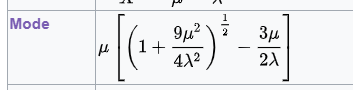 Mode μ [ ( 1 + 9μ² / 4λ² )^(1/2) − 3μ / 2λ ]